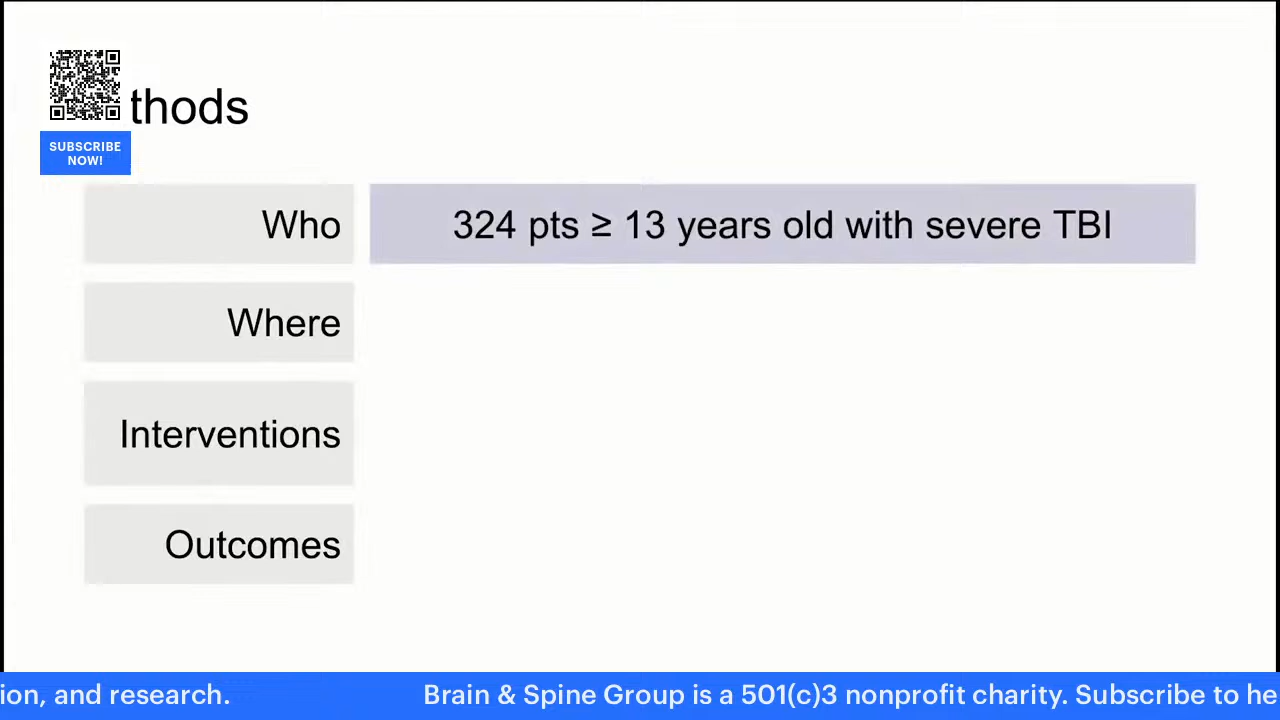 thods
SUBSCRIBE
NOW!
Who
324 pts ≥ 13 years old with severe TBI
Where
Interventions
Outcomes
ion, and research.
Brain & Spine Group is a 501(c)3 nonprofit charity. Subscribe to he